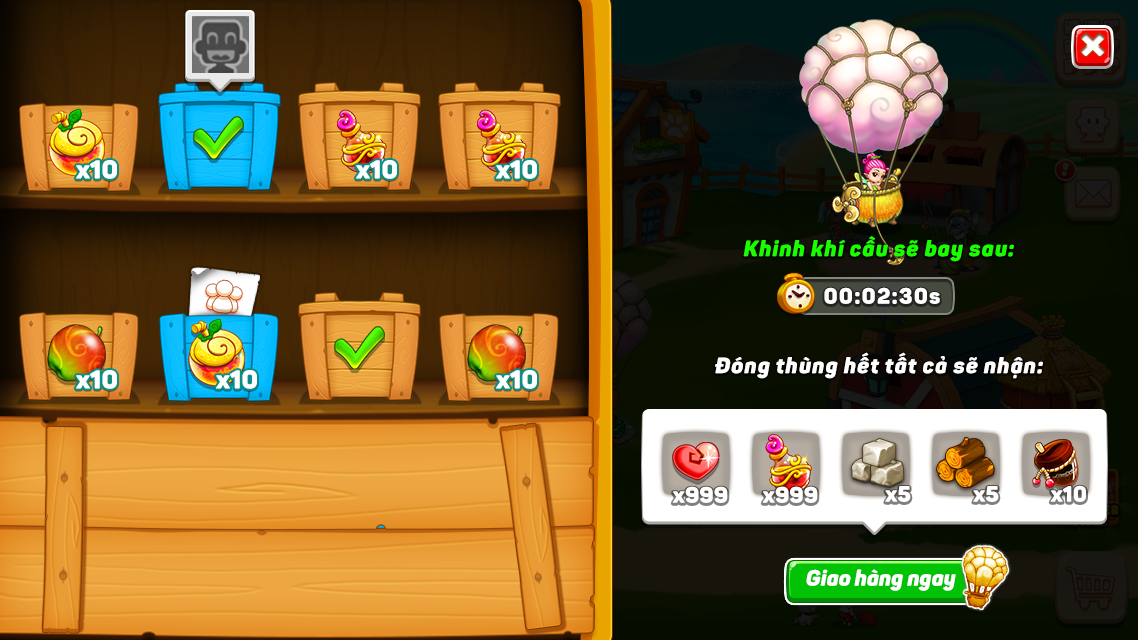 x10
x10
x10
x10
x10
x10
Khinh khí cầu sẽ bay sau:
00:02:30s
Đóng thùng hết tất cả sẽ nhận:
x999
x999
x5
x5
x10
Giao hàng ngay